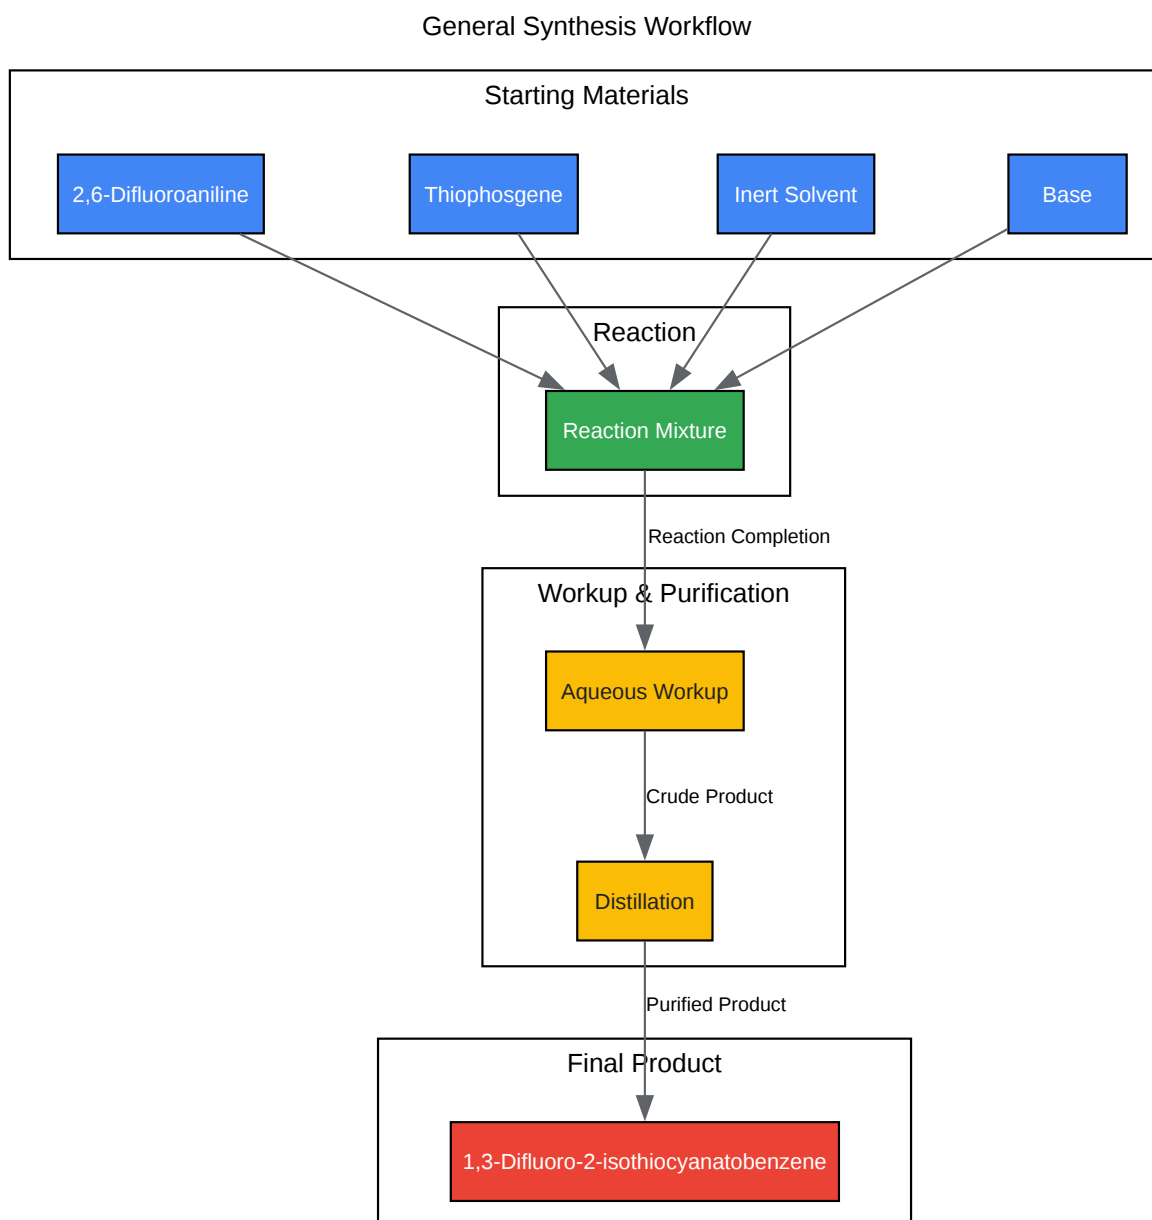 General Synthesis Workflow
Starting Materials
2,6-Difluoroaniline
Thiophosgene
Inert Solvent
Base
Reaction
Reaction Mixture
Reaction Completion
Workup & Purification
Aqueous Workup
Crude Product
Distillation
Purified Product
Final Product
1,3-Difluoro-2-isothiocyanatobenzene